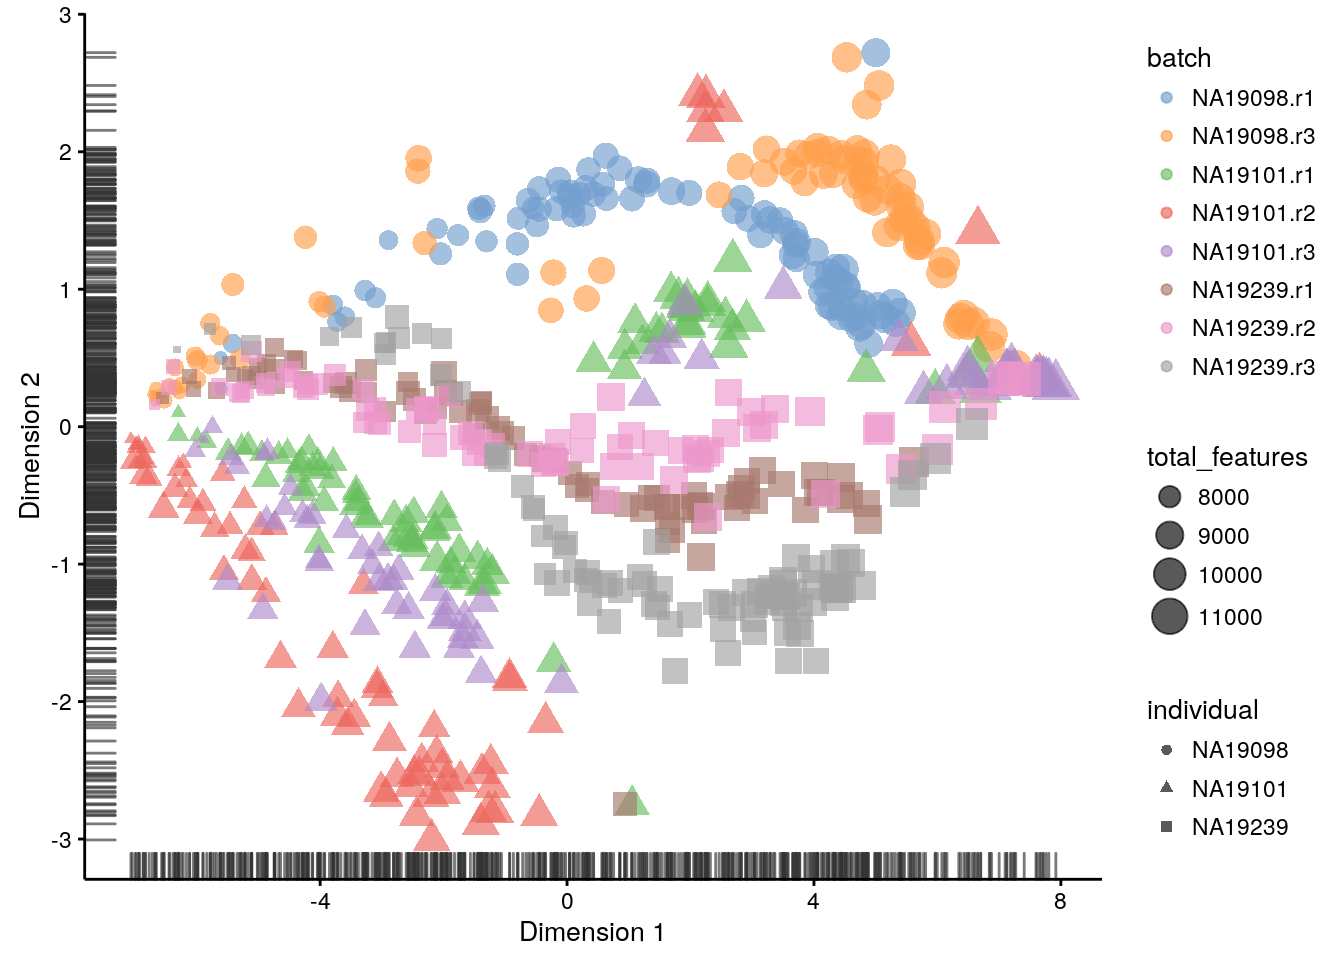 3
2
1
0
-1
-2
-3
Dimension 2
-4
0
4
8
Dimension 1
batch
NA19098.r1
NA19098.r3
NA19101.r1
NA19101.r2
NA19101.r3
NA19239.r1
NA19239.r2
NA19239.r3
total_features
8000
9000
10000
11000
individual
NA19098
NA19101
NA19239